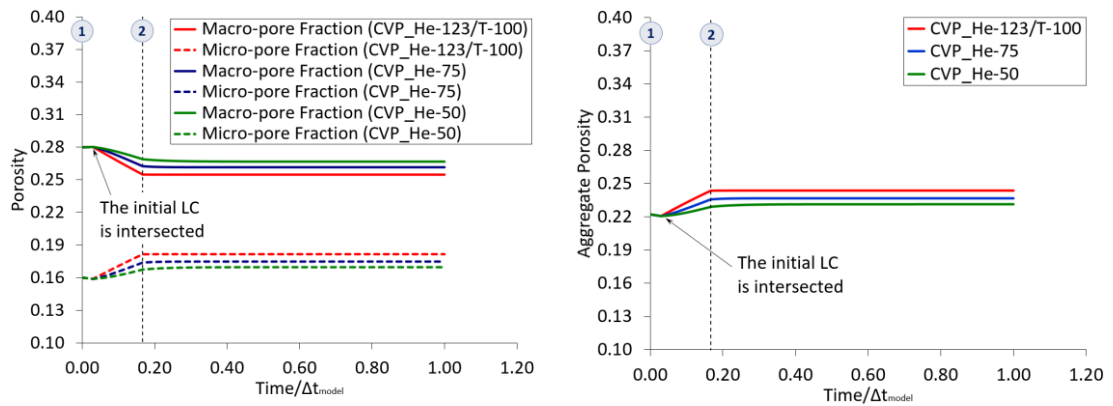 Porosity
0.40
0.37
0.34
0.31
0.28
0.25
0.22
0.19
0.16
0.13
0.10
1
2
Macro-pore Fraction (CVP_He-123/T-100)
Micro-pore Fraction (CVP_He-123/T-100)
Macro-pore Fraction (CVP_He-75)
Micro-pore Fraction (CVP_He-75)
Macro-pore Fraction (CVP_He-50)
Micro-pore Fraction (CVP_He-50)
The initial LC
is intersected
0.00 0.20 0.40 0.60 0.80 1.00 1.20
Time/Δtmodel
Aggregate Porosity
0.40
0.37
0.34
0.31
0.28
0.25
0.22
0.19
0.16
0.13
0.10
1
2
CVP_He-123/T-100
CVP_He-75
CVP_He-50
The initial LC
is intersected
0.00 0.20 0.40 0.60 0.80 1.00 1.20
Time/Δtmodel